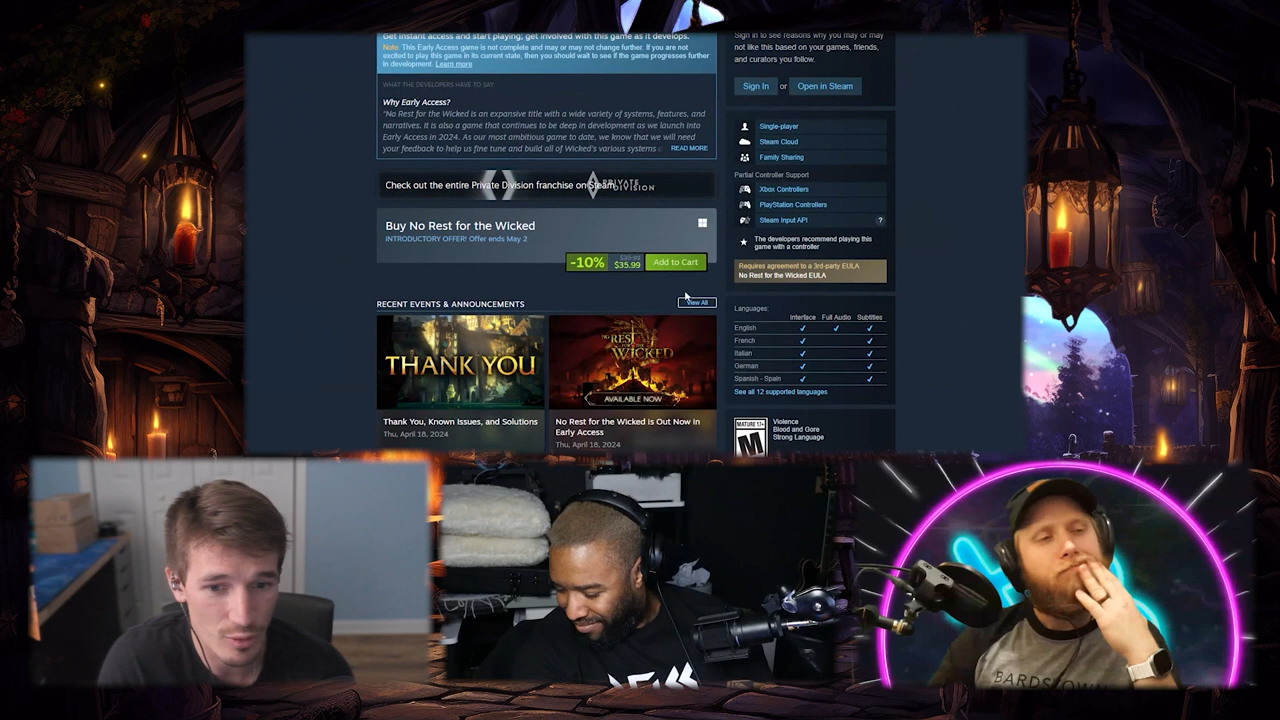 Get instant access and start playing; get involved with this game as it develops.
Note: This Early Access game is not complete and may or may not change further. If you are
not excited to play this game in its current state, then you should wait to see if the game progresses further
in development. Learn more
WHAT THE DEVELOPERS HAVE TO SAY:
Why Early Access?
"No Rest for the Wicked is an expansive title with a wide variety of systems, features, and
narratives. It is also a game that continues to be deep in development as we launch into
Early Access in 2024. As our most ambitious game to date, we know that we will need
your feedback to help us fine tune and build all of Wicked's various systems
READ MORE
Check out the entire Private Division franchise on Steam
PRIVATE
DIVISION
Buy No Rest for the Wicked
INTRODUCTORY OFFER! Offer ends May 2
-10%
$39.99
$35.99
Add to Cart
RECENT EVENTS & ANNOUNCEMENTS
View All
THANK YOU
NO REST FOR THE WICKED
AVAILABLE NOW
Thank You, Known Issues, and Solutions
Thu, April 18, 2024
No Rest for the Wicked is Out Now in
Early Access
Thu, April 18, 2024
Sign in to see reasons why you may or may
not like this based on your games, friends,
and curators you follow.
Sign In or Open in Steam
Single-player
Steam Cloud
Family Sharing
Partial Controller Support
Xbox Controllers
PlayStation Controllers
Steam Input API ?
The developers recommend playing this
game with a controller
Requires agreement to a 3rd-party EULA
No Rest for the Wicked EULA
Languages:
Interface Full Audio Subtitles
English ✓ ✓ ✓
French ✓ ✓
Italian ✓ ✓
German ✓ ✓
Spanish - Spain ✓ ✓
See all 12 supported languages
MATURE 17+
M
Violence
Blood and Gore
Strong Language
BARDSTOWN